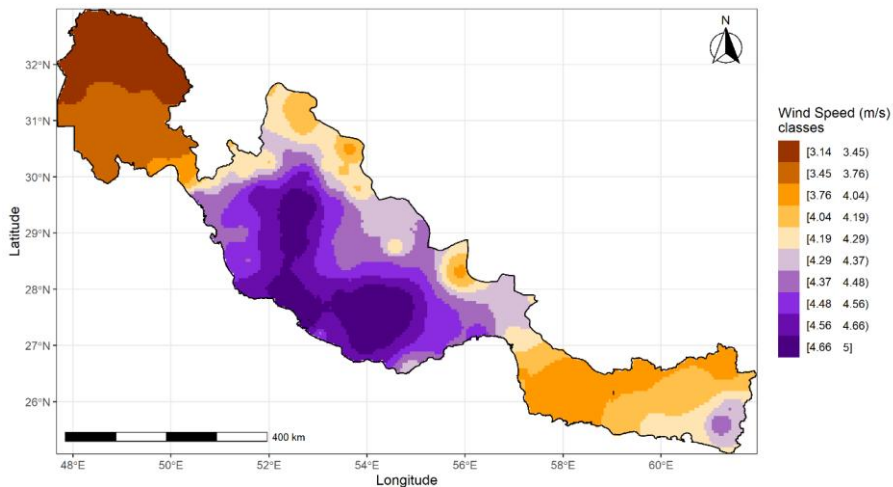 N
32°N
31°N
30°N
29°N
28°N
27°N
26°N
Latitude
400 km
48°E 50°E 52°E 54°E 56°E 58°E 60°E
Longitude
Wind Speed (m/s)
classes
[3.14 3.45)
[3.45 3.76)
[3.76 4.04)
[4.04 4.19)
[4.19 4.29)
[4.29 4.37)
[4.37 4.48)
[4.48 4.56)
[4.56 4.66)
[4.66 5]